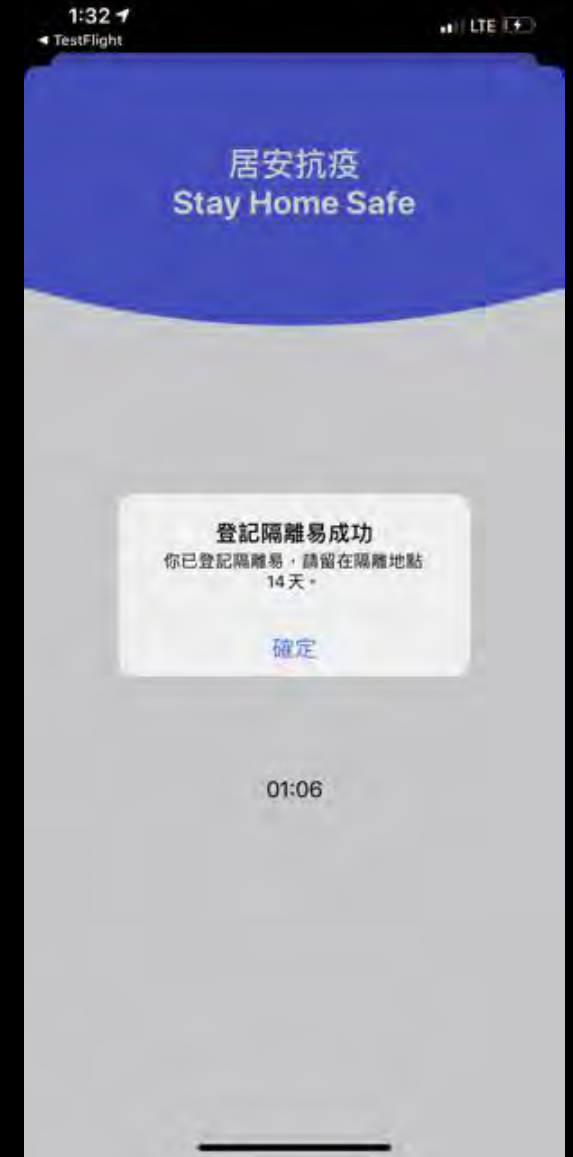 1:32
◀ TestFlight
LTE
居安抗疫
Stay Home Safe
登記隔離易成功
你已登記隔離易，請留在隔離地點
14天。
確定
01:06